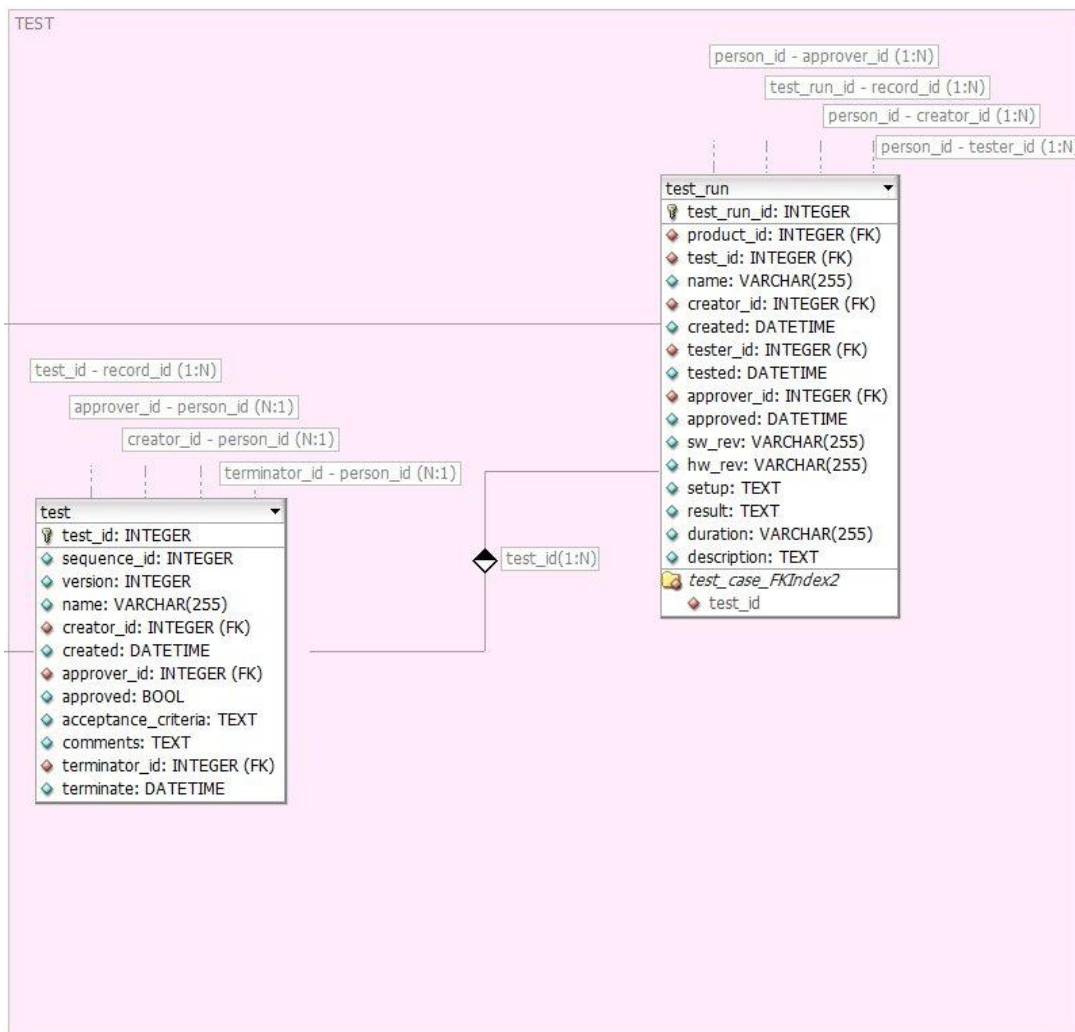 TEST
person_id - approver_id (1:N)
test_run_id - record_id (1:N)
person_id - creator_id (1:N)
person_id - tester_id (1:N
test_run
test_run_id: INTEGER
product_id: INTEGER (FK)
test_id: INTEGER (FK)
name: VARCHAR(255)
creator_id: INTEGER (FK)
created: DATETIME
tester_id: INTEGER (FK)
tested: DATETIME
approver_id: INTEGER (FK)
approved: DATETIME
sw_rev: VARCHAR(255)
hw_rev: VARCHAR(255)
setup: TEXT
result: TEXT
duration: VARCHAR(255)
description: TEXT
test_case_FKIndex2
test_id
test_id - record_id (1:N)
approver_id - person_id (N:1)
creator_id - person_id (N:1)
terminator_id - person_id (N:1)
test
test_id: INTEGER
sequence_id: INTEGER
version: INTEGER
name: VARCHAR(255)
creator_id: INTEGER (FK)
created: DATETIME
approver_id: INTEGER (FK)
approved: BOOL
acceptance_criteria: TEXT
comments: TEXT
terminator_id: INTEGER (FK)
terminate: DATETIME
test_id(1:N)